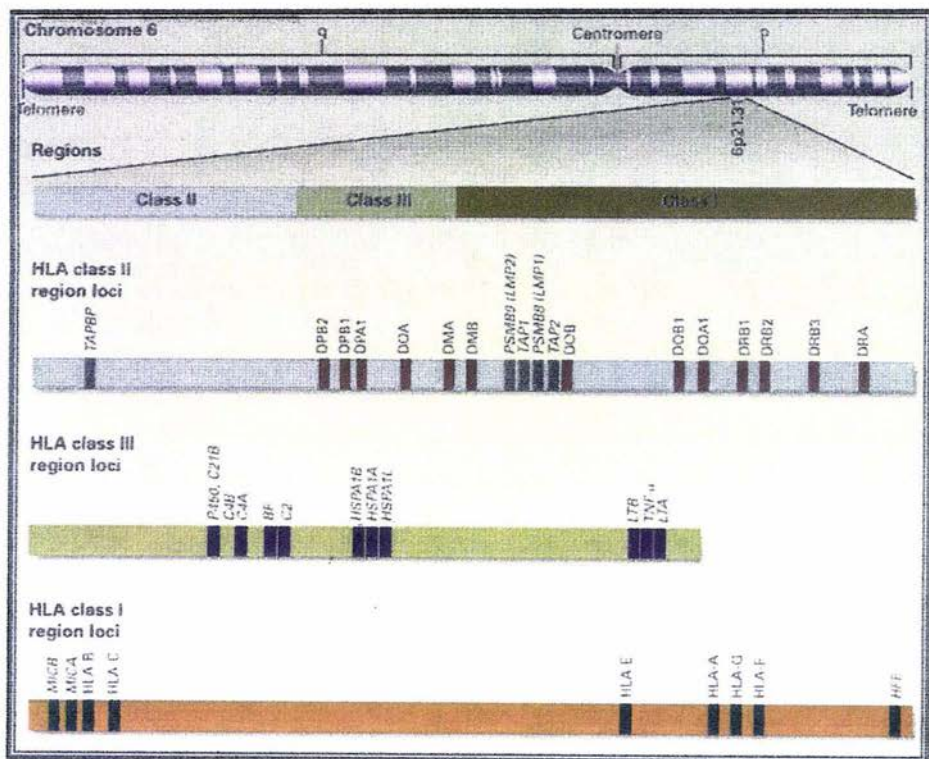 Chromosome 6
q
Centromere
p
Telomere
Telomere
6p21.31
Regions
Class II
Class III
Class I
HLA class II
region loci
TAPBP
DPB2
DPB1
DPA1
DOA
DMA
DMB
PSMB9 (LMP2)
TAP1
PSMB8 (LMP1)
TAP2
DOB
DQB1
DQA1
DRB1
DRB2
DRB3
DRA
HLA class III
region loci
P450, C21B
C4B
C4A
BF
C2
HSPA1B
HSPA1A
HSPA1L
LTB
TNF
LTA
HLA class I
region loci
MICB
MICA
HLA B
HLA C
HLA E
HLA-A
HLA-G
HLA-F
HFE